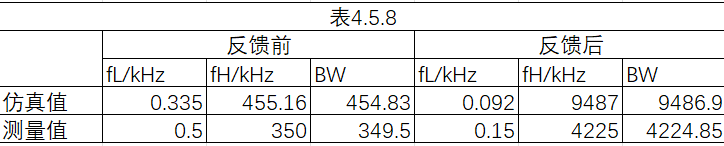 表4.5.8
反馈前 反馈后
fL/kHz fH/kHz BW fL/kHz fH/kHz BW
仿真值 0.335 455.16 454.83 0.092 9487 9486.9
测量值 0.5 350 349.5 0.15 4225 4224.85